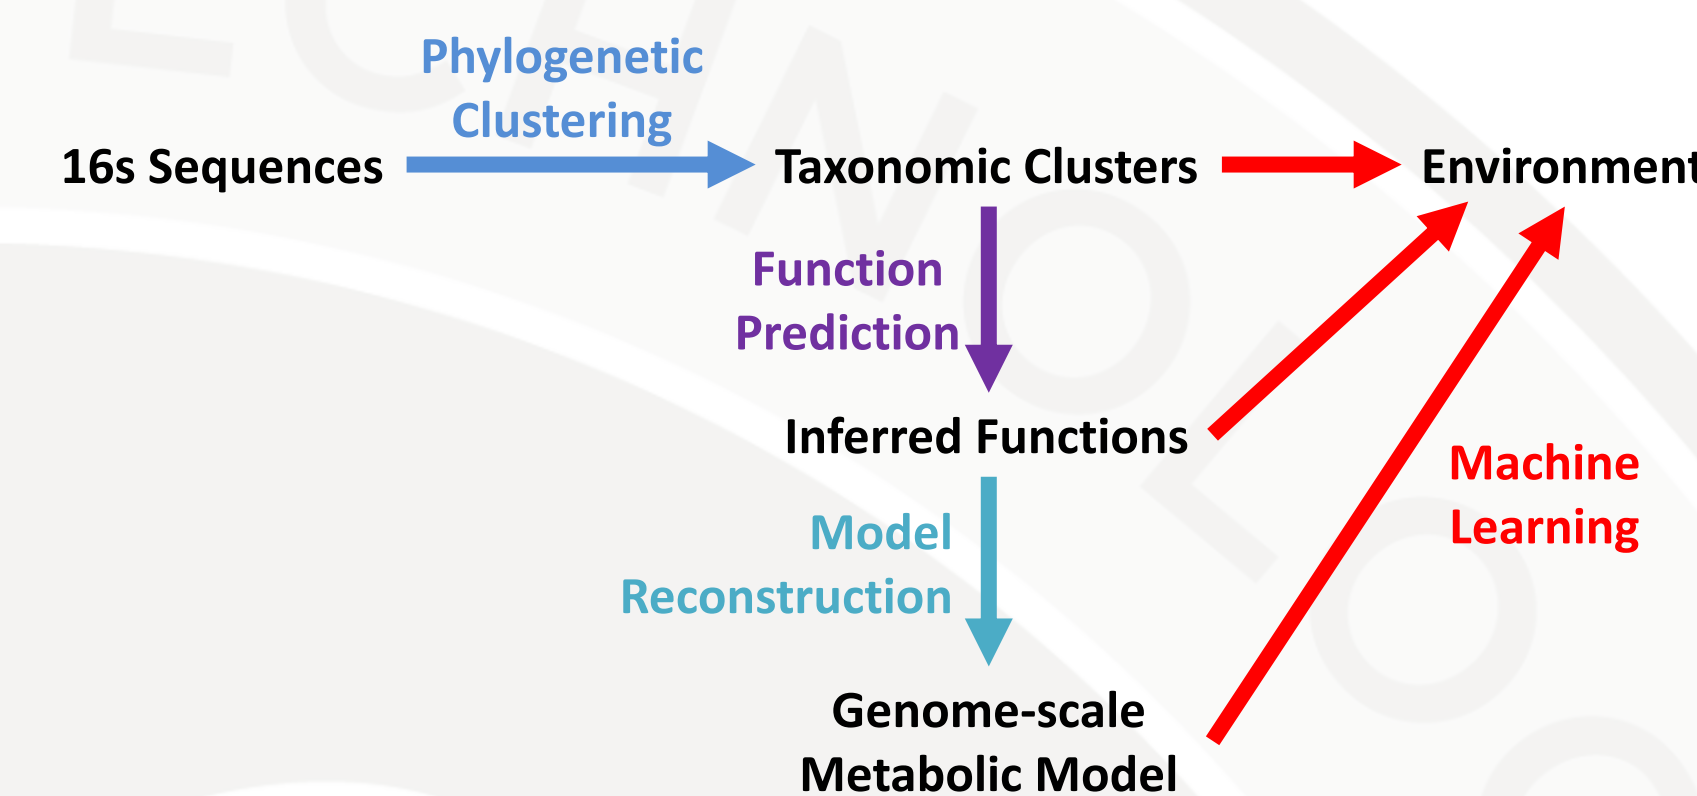 Phylogenetic
Clustering
16s Sequences
Taxonomic Clusters
Environment
Function
Prediction
Inferred Functions
Machine
Learning
Model
Reconstruction
Genome-scale
Metabolic Model